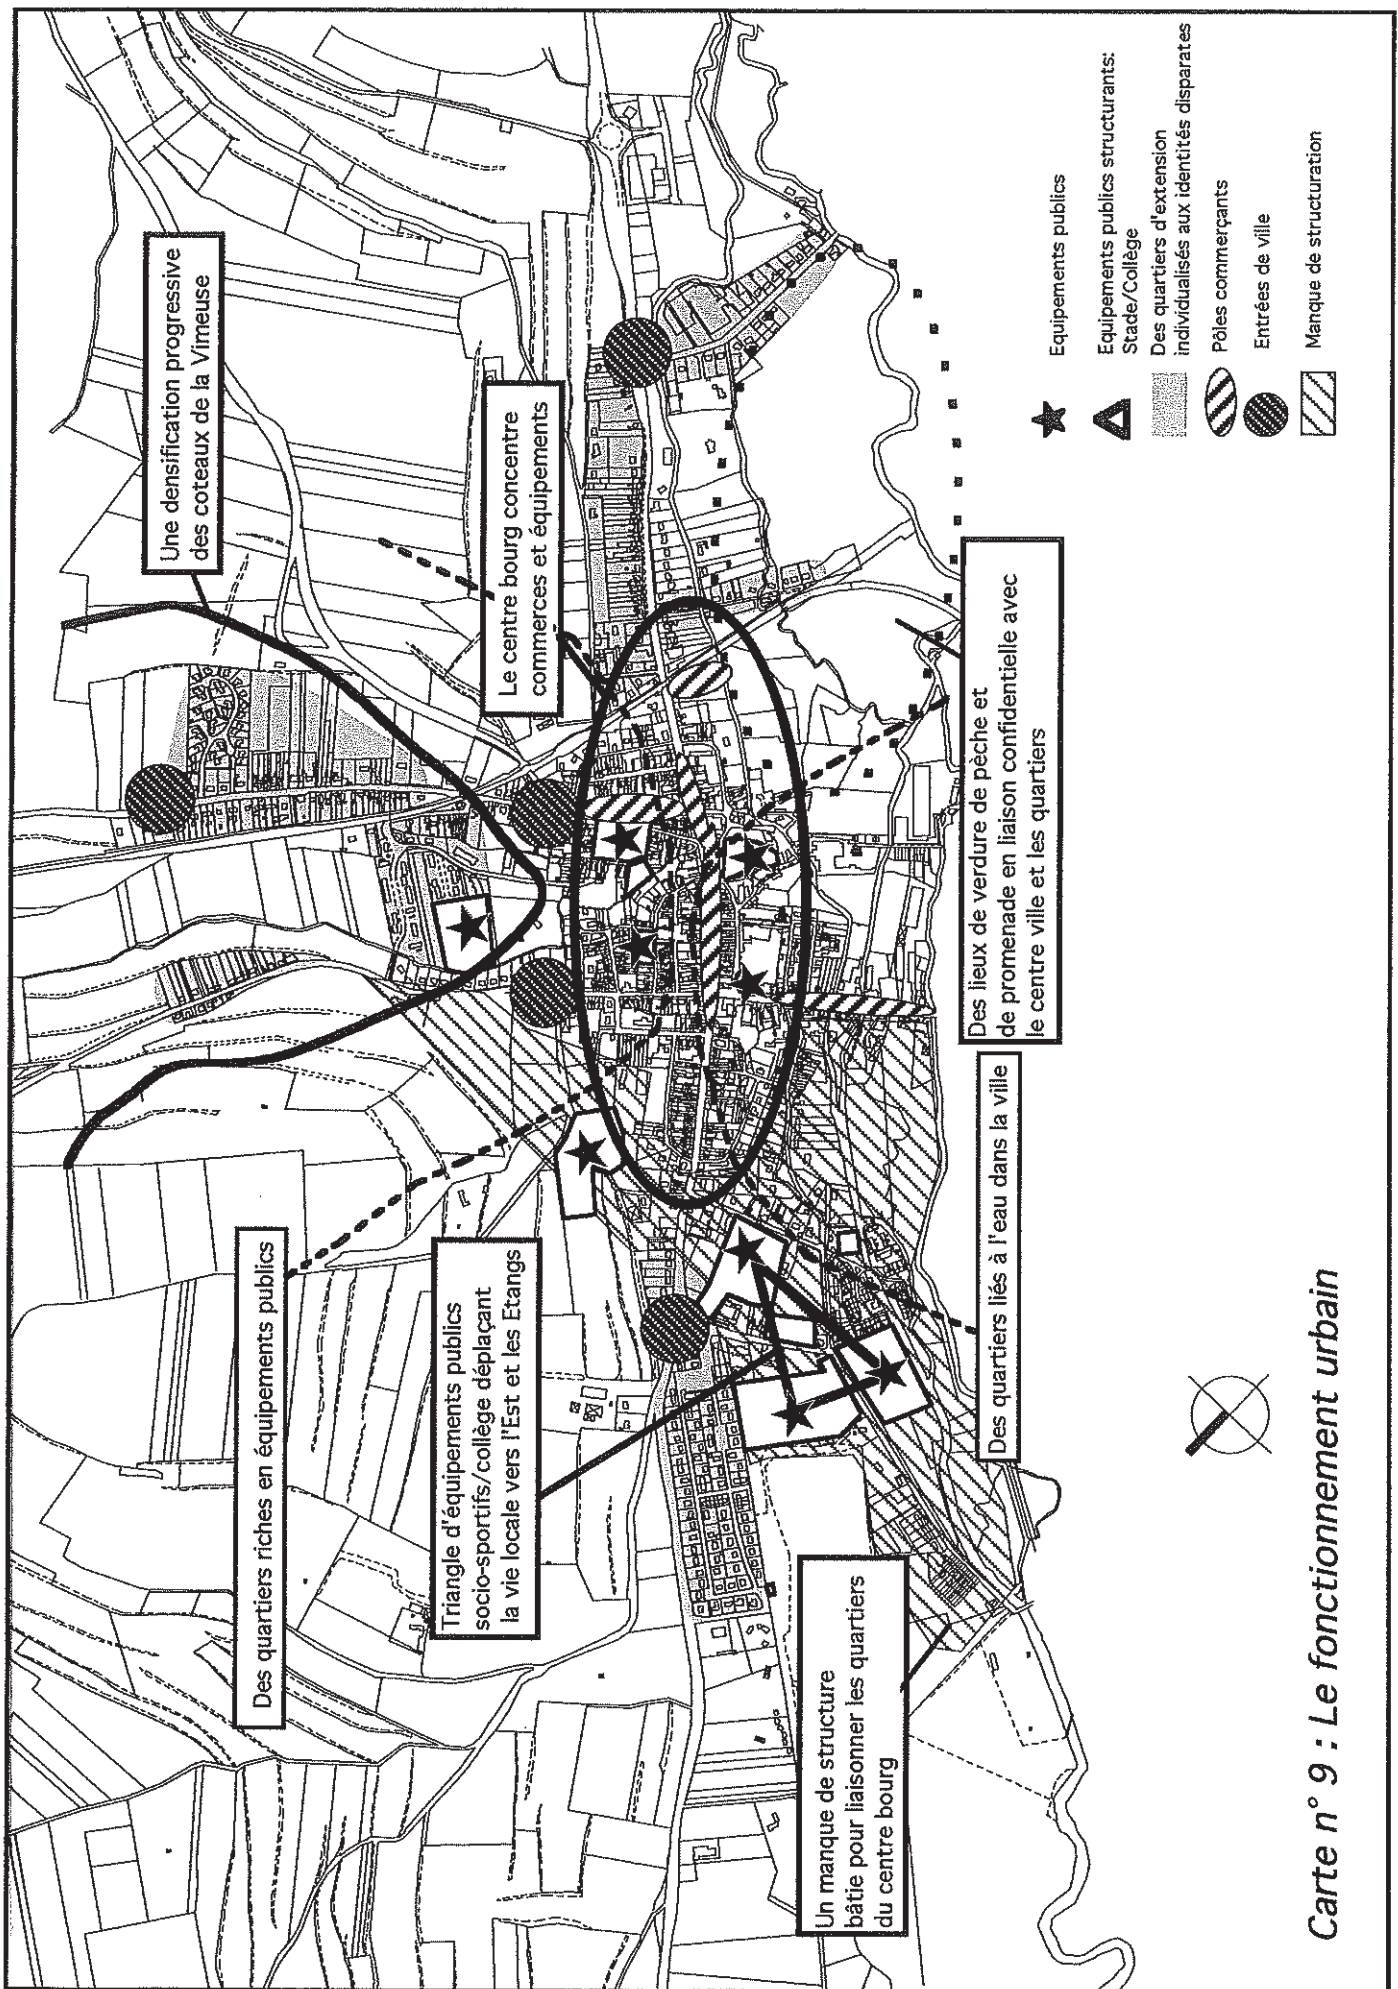 Une densification progressive
des coteaux de la Vimeuse
Le centre bourg concentre
commerces et équipements
Des quartiers riches en équipements publics
Triangle d'équipements publics
socio-sportifs/collège déplaçant
la vie locale vers l'Est et les Etangs
Un manque de structure
bâtie pour liaisonner les quartiers
du centre bourg
Des quartiers liés à l'eau dans la ville
Des lieux de verdure de pèche et
de promenade en liaison confidentielle avec
le centre ville et les quartiers
Equipements publics
Equipements publics structurants:
Stade/Collège
Des quartiers d'extension
individualisés aux identités disparates
Pôles commerçants
Entrées de ville
Manque de structuration
Carte n° 9 : Le fonctionnement urbain